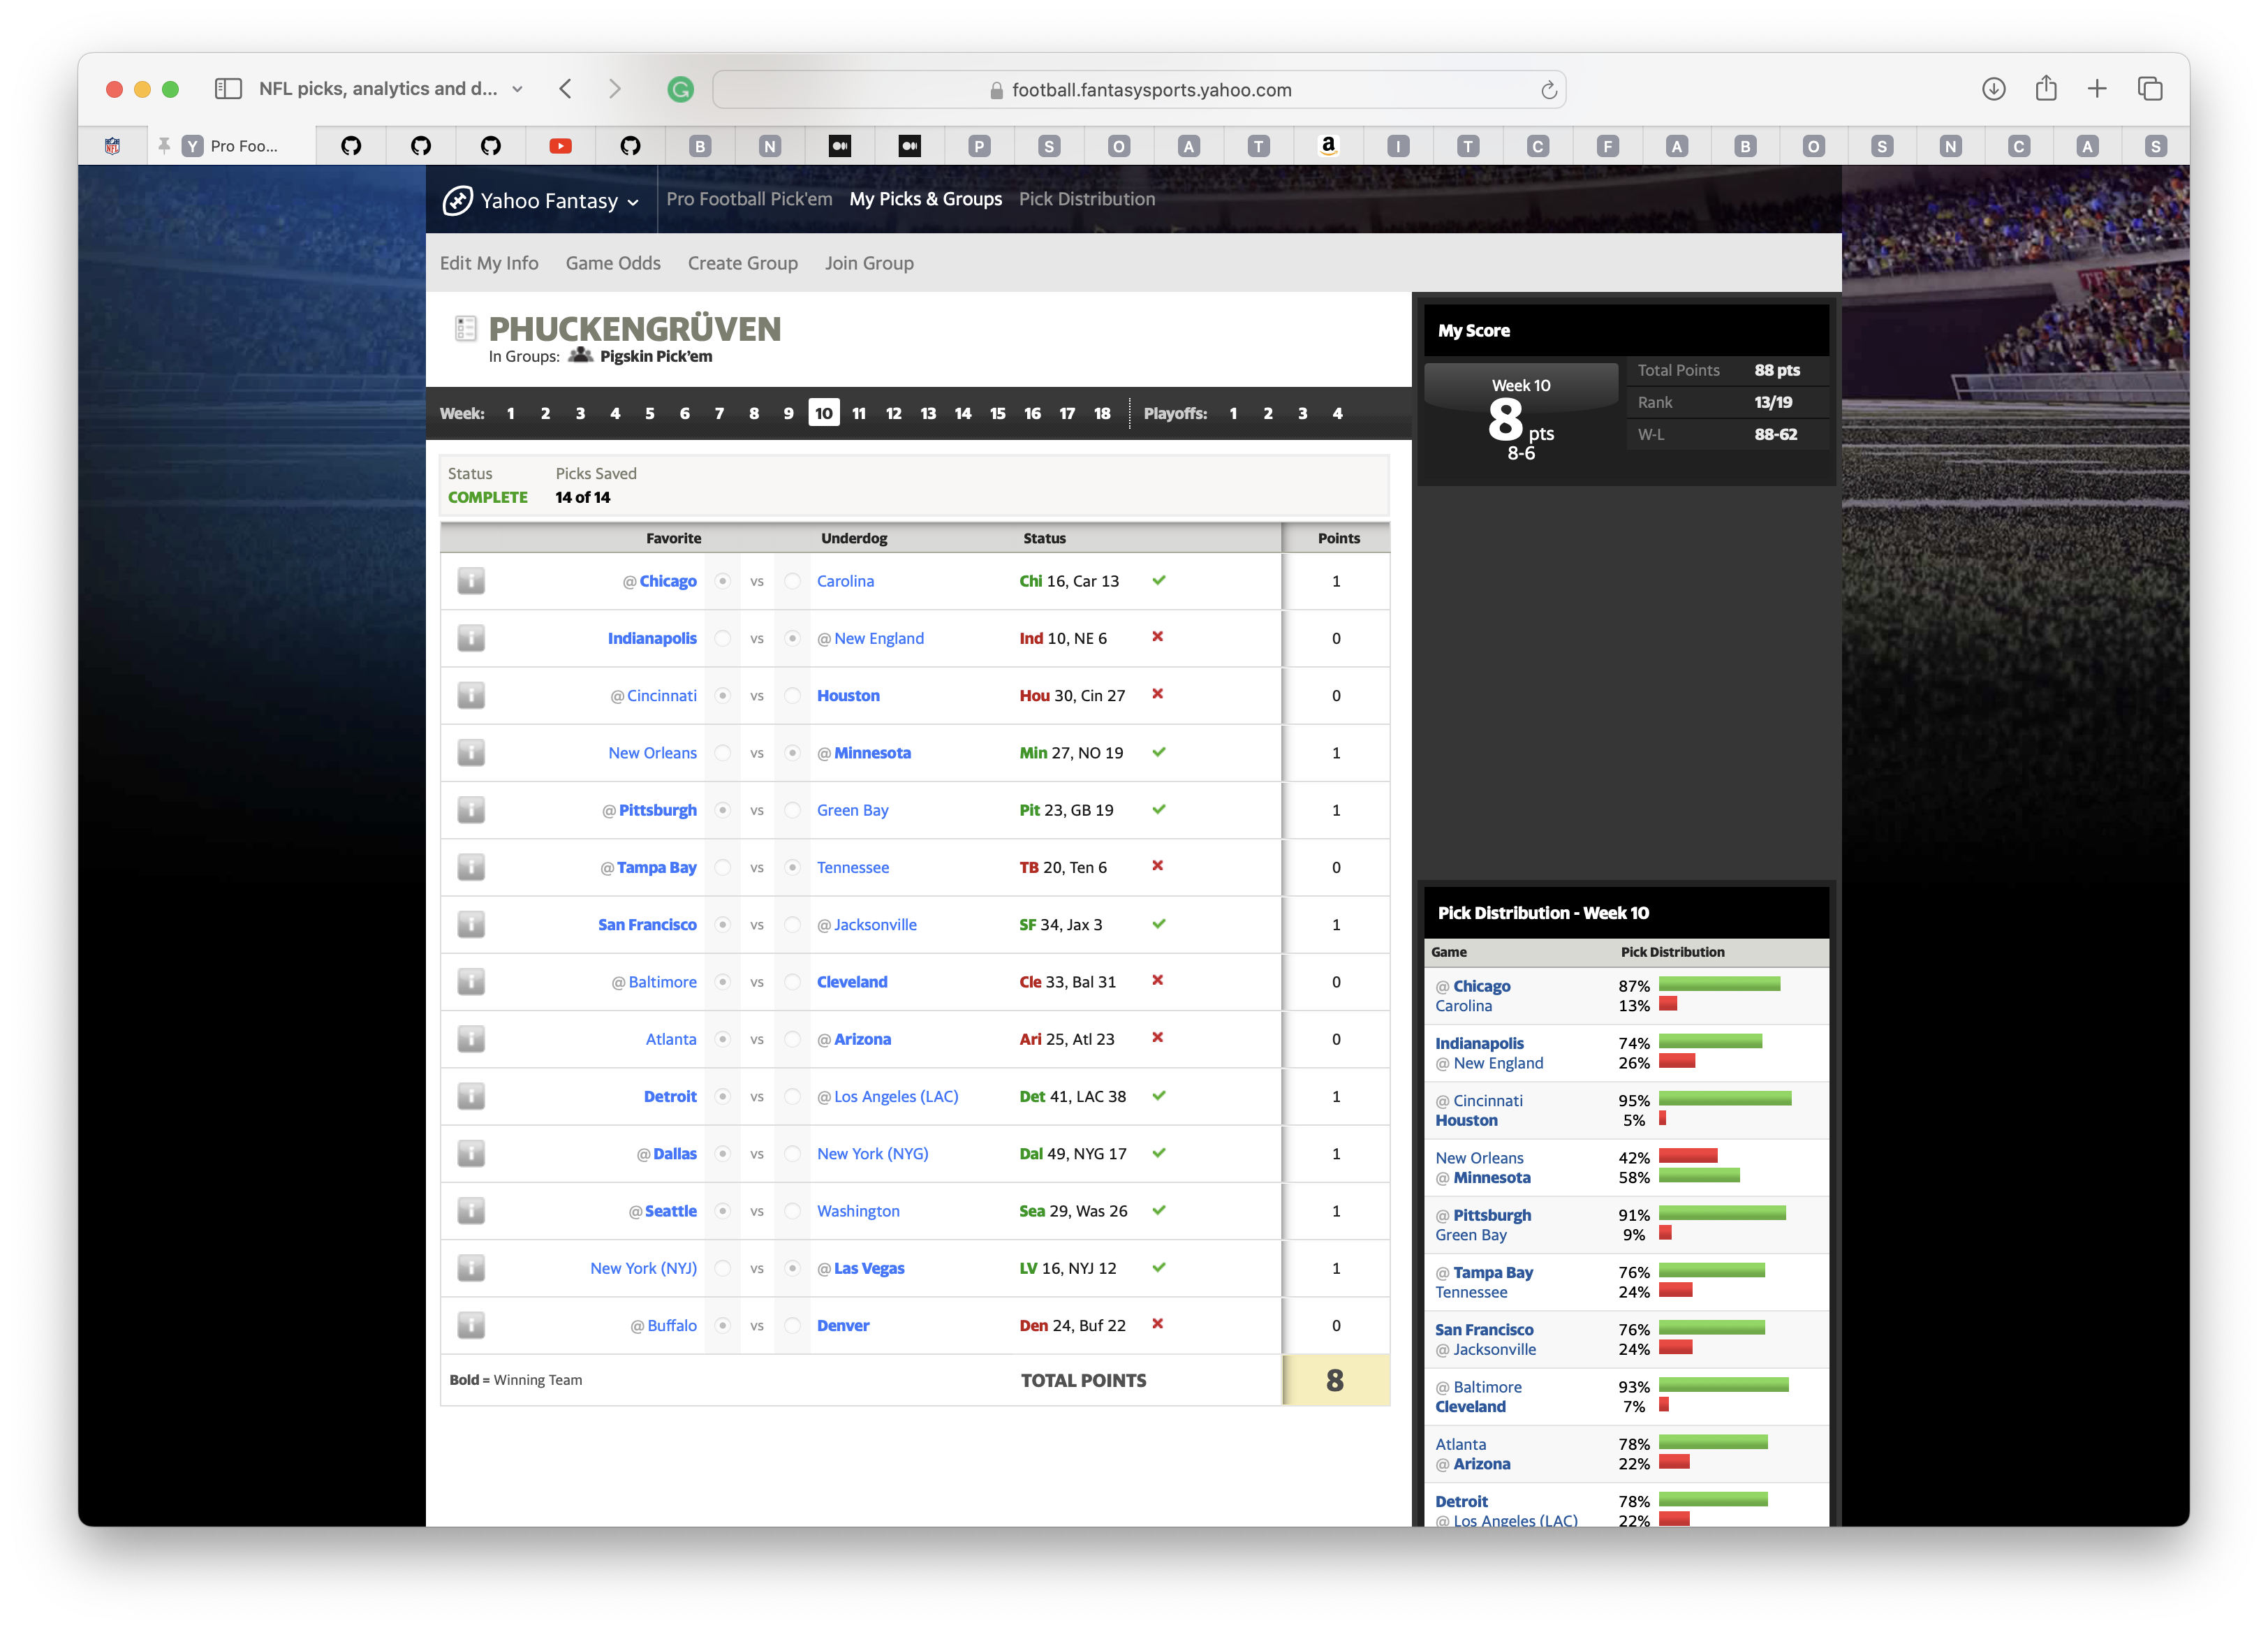 NFL picks, analytics and d...
football.fantasysports.yahoo.com
Y Pro Foo... B N P S O A T a I T C F A B O S N C A S
Yahoo Fantasy Pro Football Pick'em My Picks & Groups Pick Distribution
Edit My Info Game Odds Create Group Join Group
PHUCKENGRÜVEN
In Groups: Pigskin Pick'em
Week: 1 2 3 4 5 6 7 8 9 10 11 12 13 14 15 16 17 18 Playoffs: 1 2 3 4
Status Picks Saved
COMPLETE 14 of 14
Favorite Underdog Status Points
@ Chicago vs Carolina Chi 16, Car 13 1
Indianapolis vs @ New England Ind 10, NE 6 0
@ Cincinnati vs Houston Hou 30, Cin 27 0
New Orleans vs @ Minnesota Min 27, NO 19 1
@ Pittsburgh vs Green Bay Pit 23, GB 19 1
@ Tampa Bay vs Tennessee TB 20, Ten 6 0
San Francisco vs @ Jacksonville SF 34, Jax 3 1
@ Baltimore vs Cleveland Cle 33, Bal 31 0
Atlanta vs @ Arizona Ari 25, Atl 23 0
Detroit vs @ Los Angeles (LAC) Det 41, LAC 38 1
@ Dallas vs New York (NYG) Dal 49, NYG 17 1
@ Seattle vs Washington Sea 29, Was 26 1
New York (NYJ) vs @ Las Vegas LV 16, NYJ 12 1
@ Buffalo vs Denver Den 24, Buf 22 0
Bold = Winning Team TOTAL POINTS 8
My Score
Week 10
8 pts
8-6
Total Points 88 pts
Rank 13/19
W-L 88-62
Pick Distribution - Week 10
Game Pick Distribution
@ Chicago 87%
Carolina 13%
Indianapolis 74%
@ New England 26%
@ Cincinnati 95%
Houston 5%
New Orleans 42%
@ Minnesota 58%
@ Pittsburgh 91%
Green Bay 9%
@ Tampa Bay 76%
Tennessee 24%
San Francisco 76%
@ Jacksonville 24%
@ Baltimore 93%
Cleveland 7%
Atlanta 78%
@ Arizona 22%
Detroit 78%
@ Los Angeles (LAC) 22%